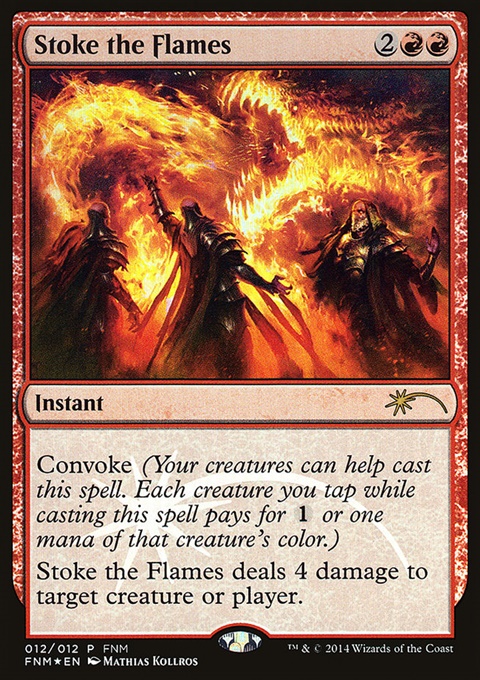 Stoke the Flames 2
Instant
Convoke (Your creatures can help cast
this spell. Each creature you tap while
casting this spell pays for 1 or one
mana of that creature's color.)
Stoke the Flames deals 4 damage to
target creature or player.
012/012 P FNM
FNM★EN Mathias Kollros
™ & © 2014 Wizards of the Coast